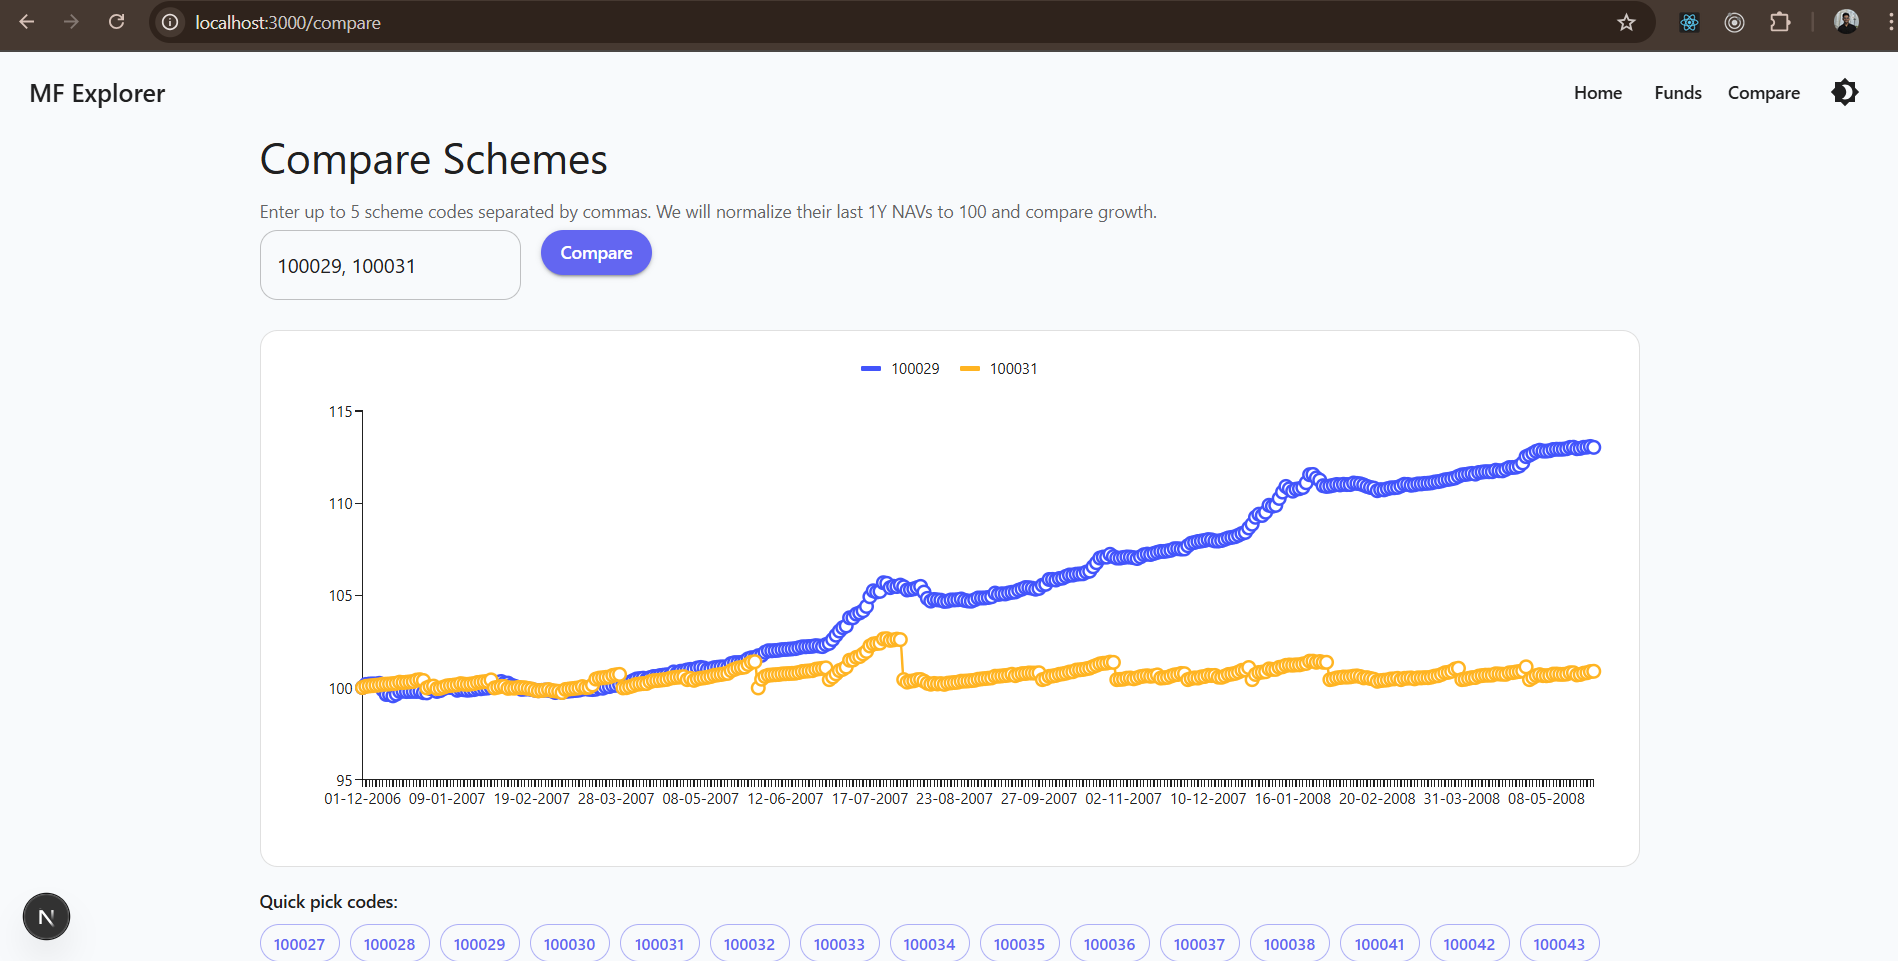 localhost:3000/compare
MF Explorer
Home Funds Compare
Compare Schemes
Enter up to 5 scheme codes separated by commas. We will normalize their last 1Y NAVs to 100 and compare growth.
100029, 100031
Compare
100029 100031
115
110
105
100
95
01-12-2006 09-01-2007 19-02-2007 28-03-2007 08-05-2007 12-06-2007 17-07-2007 23-08-2007 27-09-2007 02-11-2007 10-12-2007 16-01-2008 20-02-2008 31-03-2008 08-05-2008
Quick pick codes:
N
100027 100028 100029 100030 100031 100032 100033 100034 100035 100036 100037 100038 100041 100042 100043